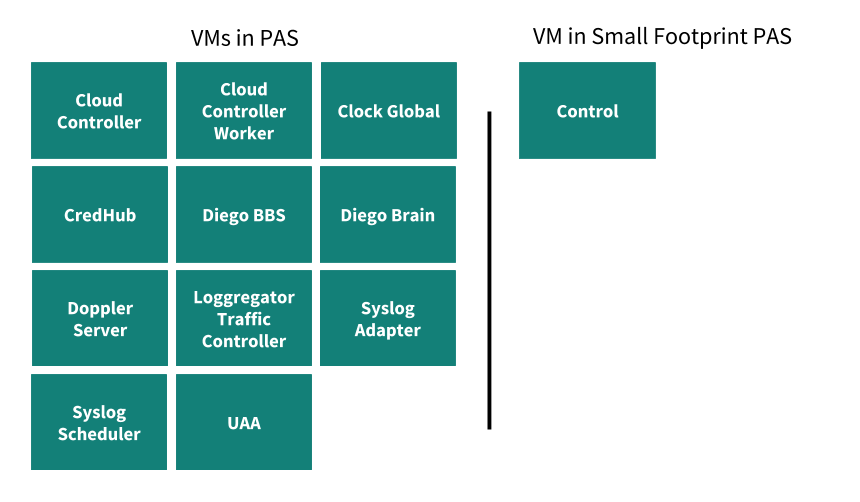 VMs in PAS
VM in Small Footprint PAS
Cloud
Controller
Cloud
Controller
Worker
Clock Global
Control
CredHub
Diego BBS
Diego Brain
Doppler
Server
Loggregator
Traffic
Controller
Syslog
Adapter
Syslog
Scheduler
UAA